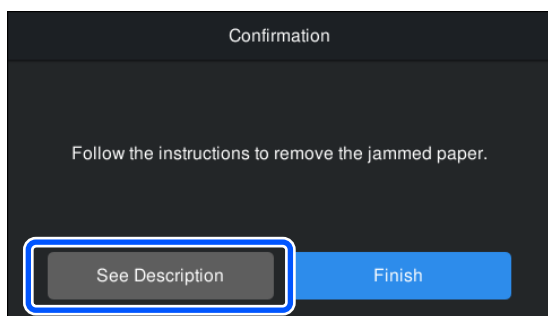 Confirmation
Follow the instructions to remove the jammed paper.
See Description
Finish